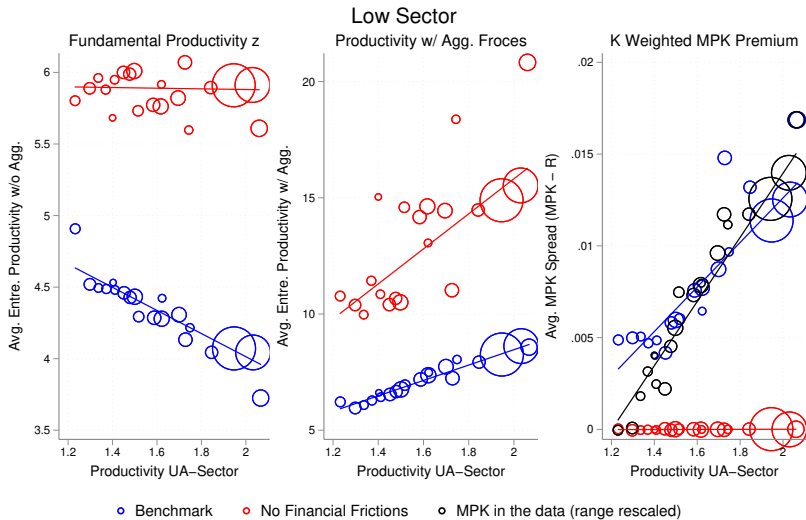 Low Sector
Fundamental Productivity z
Productivity w/ Agg. Froces
K Weighted MPK Premium
Avg. Entre. Productivity w/o Agg.
6
5.5
5
4.5
4
3.5
1.2 1.4 1.6 1.8 2
Productivity UA−Sector
Avg. Entre. Productivity w/ Agg.
20
15
10
5
1.2 1.4 1.6 1.8 2
Productivity UA−Sector
Avg. MPK Spread (MPK − R)
.02
.015
.01
.005
0
1.2 1.4 1.6 1.8 2
Productivity UA−Sector
Benchmark
No Financial Frictions
MPK in the data (range rescaled)